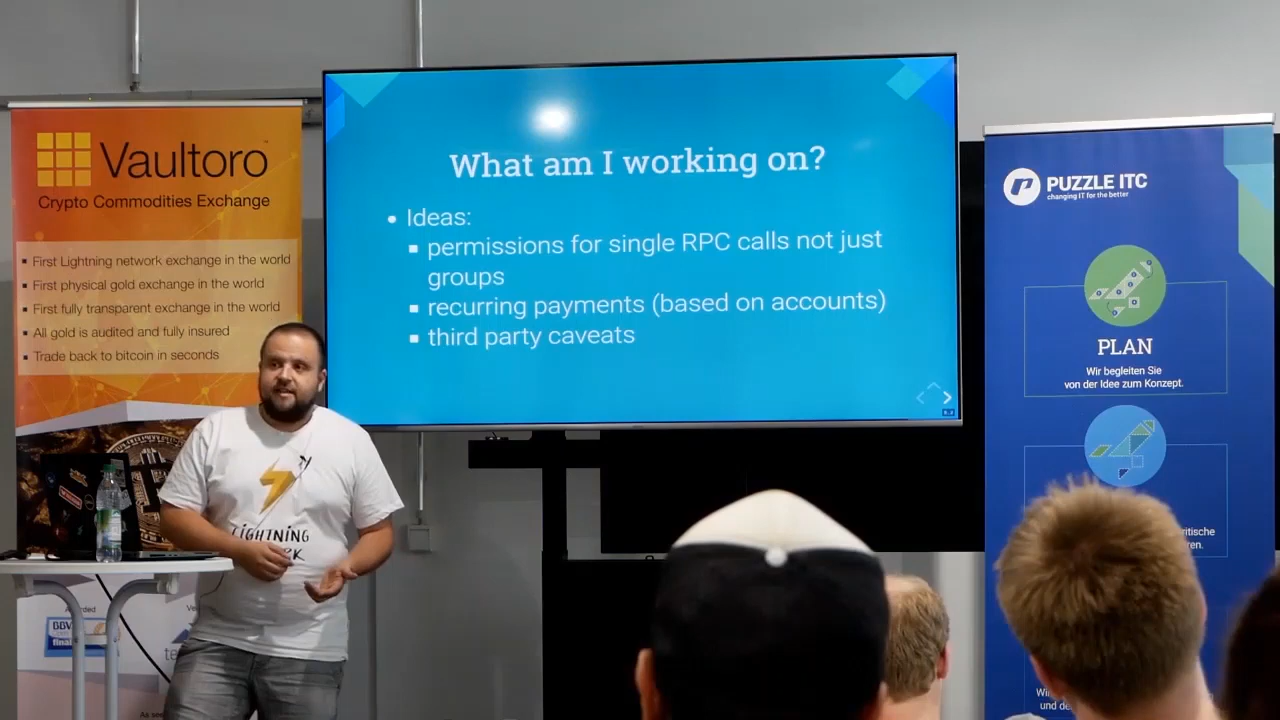 Vaultoro
Crypto Commodities Exchange
First Lightning network exchange in the world
First physical gold exchange in the world
First fully transparent exchange in the world
All gold is audited and fully insured
Trade back to bitcoin in seconds
What am I working on?
Ideas:
permissions for single RPC calls not just
groups
recurring payments (based on accounts)
third party caveats
PUZZLE ITC
changing IT for the better
PLAN
Wir begleiten Sie
von der Idee zum Konzept.
LIGHTNING